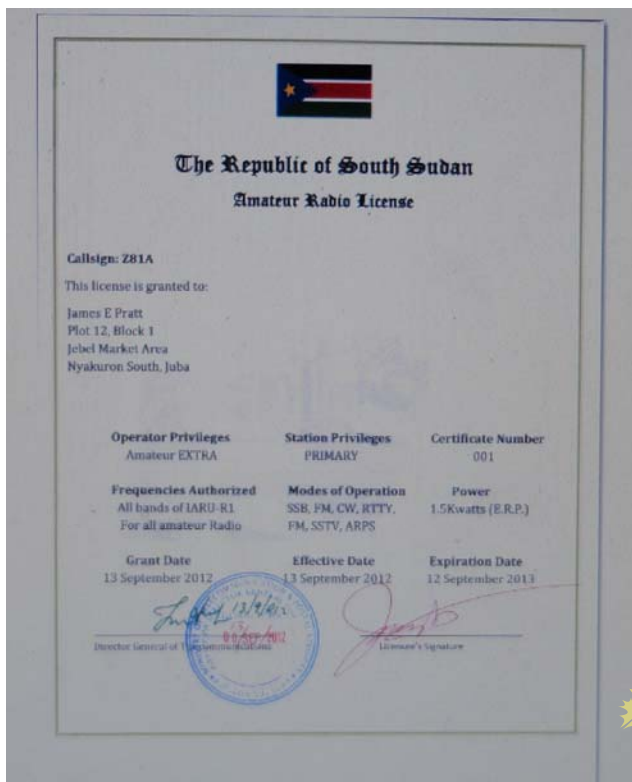 The Republic of South Sudan
Amateur Radio License
Callsign: Z81A
This license is granted to:
James E Pratt
Plot 12, Block 1
Jebel Market Area
Nyakuron South, Juba
Operator Privileges Station Privileges Certificate Number
Amateur EXTRA PRIMARY 001
Frequencies Authorized Modes of Operation Power
All bands of IARU-R1 SSB, FM, CW, RTTY, 1.5Kwatts (E.R.P.)
For all amateur Radio FM, SSTV, ARPS
Grant Date Effective Date Expiration Date
13 September 2012 13 September 2012 12 September 2013
SEP 2012
Director General of Telecommunications Licensee's Signature